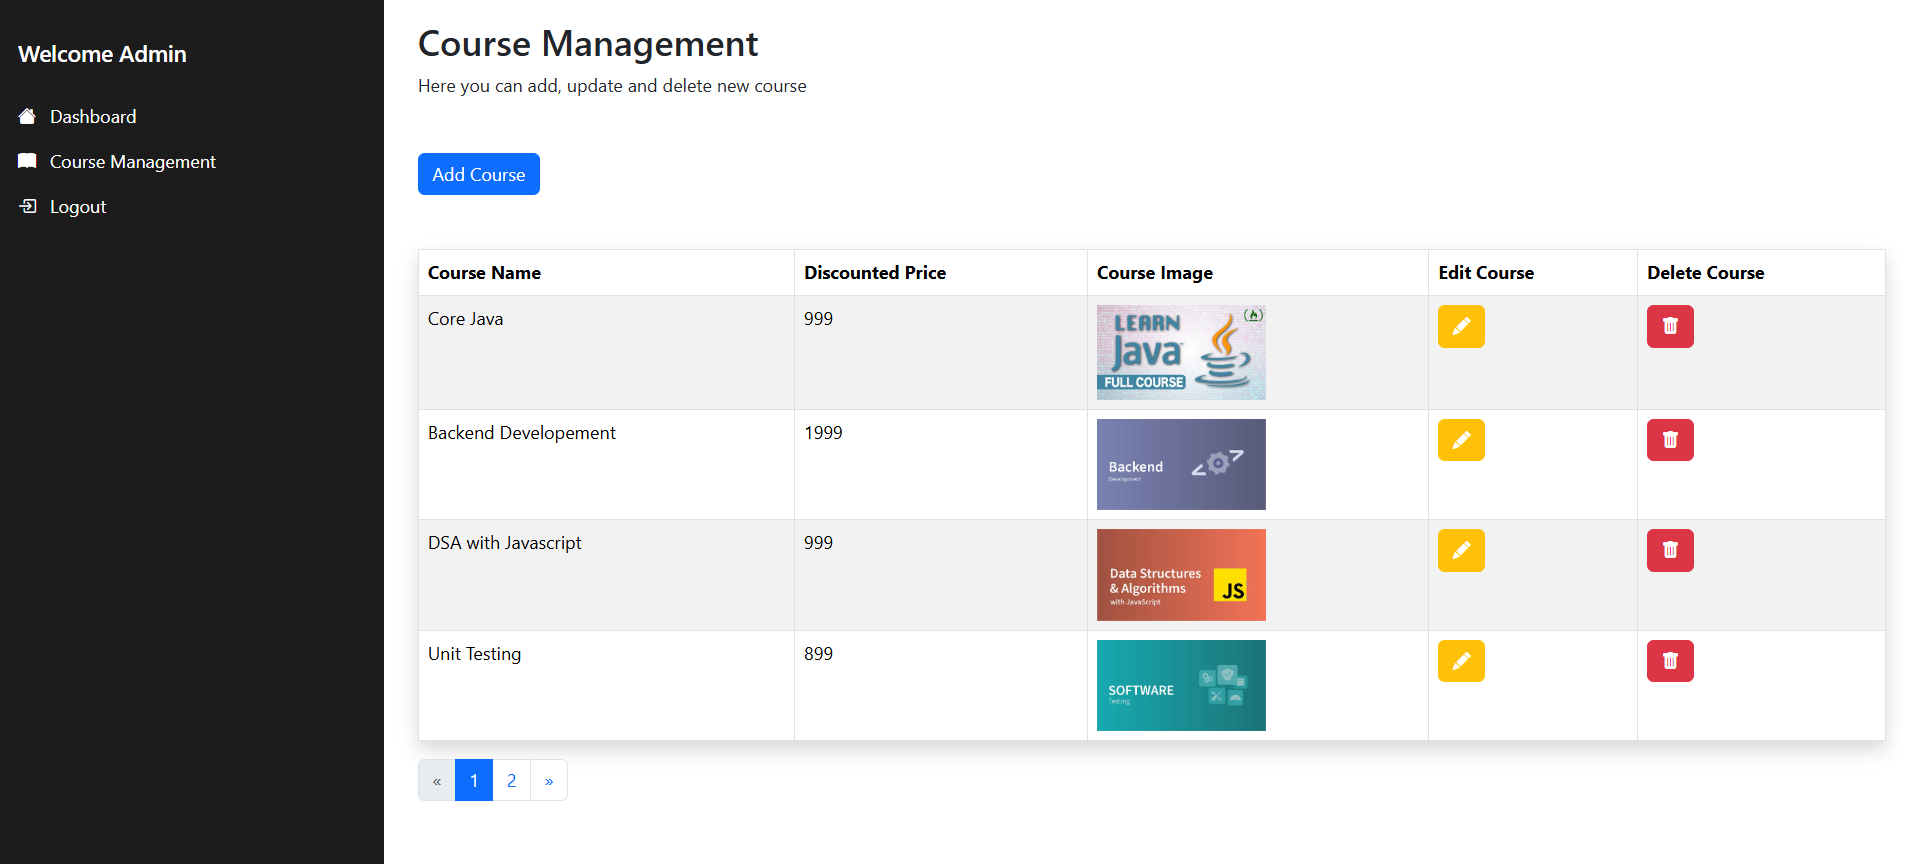 Welcome Admin
Dashboard
Course Management
Logout
Course Management
Here you can add, update and delete new course
Add Course
Course Name Discounted Price Course Image Edit Course Delete Course
Core Java 999
LEARN
Java
FULL COURSE
Backend Developement 1999
Backend
Development
DSA with Javascript 999
Data Structures
& Algorithms
with JavaScript
JS
Unit Testing 899
SOFTWARE
Testing
« 1 2 »